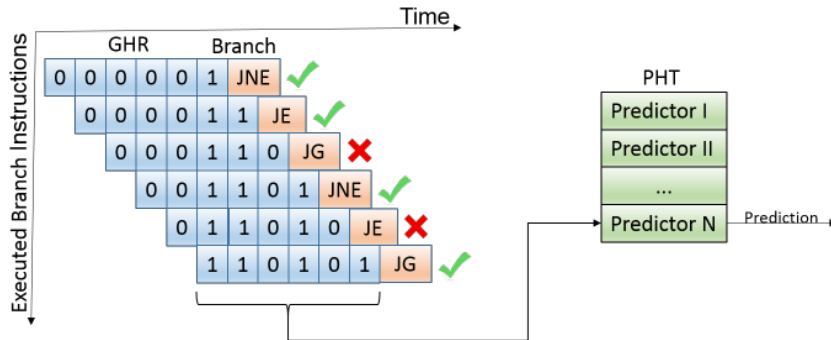 Time
GHR Branch
Executed Branch Instructions
0 0 0 0 0 1 JNE
0 0 0 0 1 1 JE
0 0 0 1 1 0 JG
0 0 1 1 0 1 JNE
0 1 1 0 1 0 JE
1 1 0 1 0 1 JG
PHT
Predictor I
Predictor II
...
Predictor N
Prediction